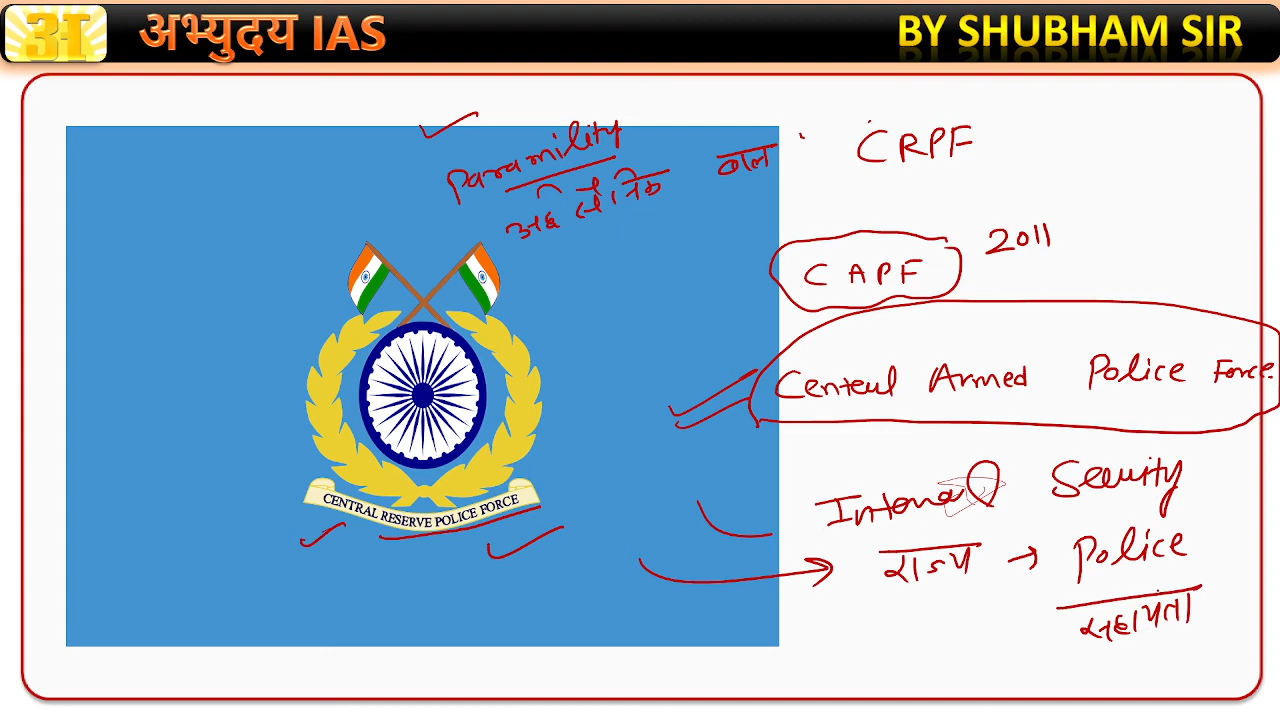 अभ्युदय IAS
BY SHUBHAM SIR
Paramility
अर्द्ध सैनिक बल
CRPF
CAPF 2011
Centeul Armed Police Force
CENTRAL RESERVE POLICE FORCE
Internal Security
राज्य → Police
सहायता